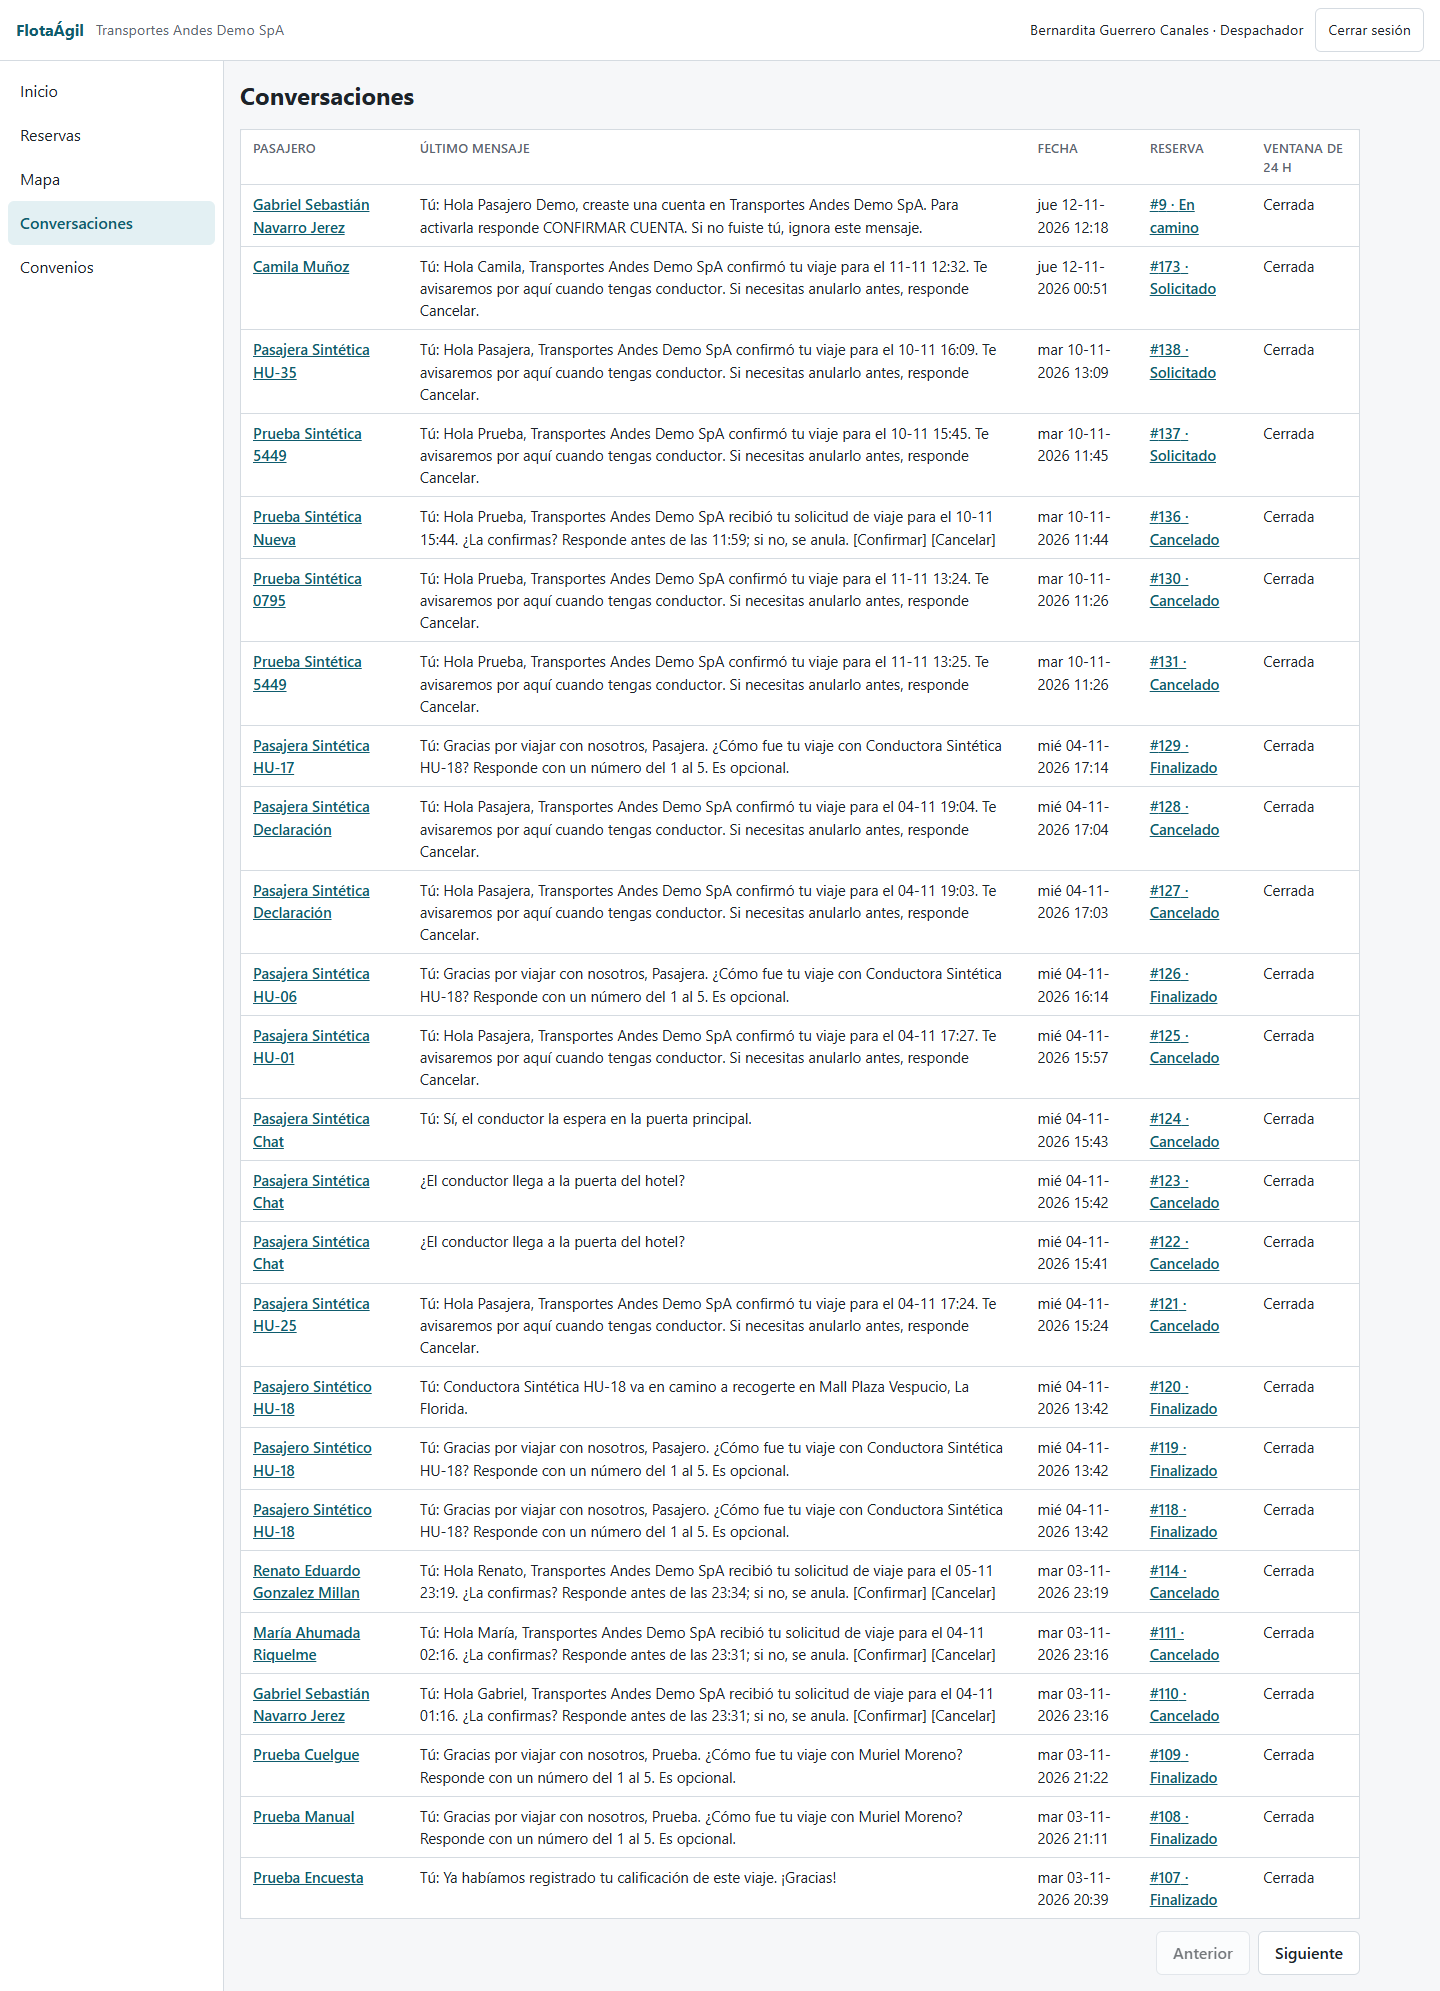 FlotaÁgil Transportes Andes Demo SpA
Bernardita Guerrero Canales · Despachador
Cerrar sesión
Inicio
Reservas
Mapa
Conversaciones
Convenios
Conversaciones
PASAJERO ÚLTIMO MENSAJE FECHA RESERVA VENTANA DE
24 H
Gabriel Sebastián Tú: Hola Pasajero Demo, creaste una cuenta en Transportes Andes Demo SpA. Para jue 12-11- #9 · En Cerrada
Navarro Jerez activarla responde CONFIRMAR CUENTA. Si no fuiste tú, ignora este mensaje. 2026 12:18 camino
Camila Muñoz Tú: Hola Camila, Transportes Andes Demo SpA confirmó tu viaje para el 11-11 12:32. Te jue 12-11- #173 · Cerrada
avisaremos por aquí cuando tengas conductor. Si necesitas anularlo antes, responde 2026 00:51 Solicitado
Cancelar.
Pasajera Sintética Tú: Hola Pasajera, Transportes Andes Demo SpA confirmó tu viaje para el 10-11 16:09. Te mar 10-11- #138 · Cerrada
HU-35 avisaremos por aquí cuando tengas conductor. Si necesitas anularlo antes, responde 2026 13:09 Solicitado
Cancelar.
Prueba Sintética Tú: Hola Prueba, Transportes Andes Demo SpA confirmó tu viaje para el 10-11 15:45. Te mar 10-11- #137 · Cerrada
5449 avisaremos por aquí cuando tengas conductor. Si necesitas anularlo antes, responde 2026 11:45 Solicitado
Cancelar.
Prueba Sintética Tú: Hola Prueba, Transportes Andes Demo SpA recibió tu solicitud de viaje para el 10-11 mar 10-11- #136 · Cerrada
Nueva 15:44. ¿La confirmas? Responde antes de las 11:59; si no, se anula. [Confirmar] [Cancelar] 2026 11:44 Cancelado
Prueba Sintética Tú: Hola Prueba, Transportes Andes Demo SpA confirmó tu viaje para el 11-11 13:24. Te mar 10-11- #130 · Cerrada
0795 avisaremos por aquí cuando tengas conductor. Si necesitas anularlo antes, responde 2026 11:26 Cancelado
Cancelar.
Prueba Sintética Tú: Hola Prueba, Transportes Andes Demo SpA confirmó tu viaje para el 11-11 13:25. Te mar 10-11- #131 · Cerrada
5449 avisaremos por aquí cuando tengas conductor. Si necesitas anularlo antes, responde 2026 11:26 Cancelado
Cancelar.
Pasajera Sintética Tú: Gracias por viajar con nosotros, Pasajera. ¿Cómo fue tu viaje con Conductora Sintética mié 04-11- #129 · Cerrada
HU-17 HU-18? Responde con un número del 1 al 5. Es opcional. 2026 17:14 Finalizado
Pasajera Sintética Tú: Hola Pasajera, Transportes Andes Demo SpA confirmó tu viaje para el 04-11 19:04. Te mié 04-11- #128 · Cerrada
Declaración avisaremos por aquí cuando tengas conductor. Si necesitas anularlo antes, responde 2026 17:04 Cancelado
Cancelar.
Pasajera Sintética Tú: Hola Pasajera, Transportes Andes Demo SpA confirmó tu viaje para el 04-11 19:03. Te mié 04-11- #127 · Cerrada
Declaración avisaremos por aquí cuando tengas conductor. Si necesitas anularlo antes, responde 2026 17:03 Cancelado
Cancelar.
Pasajera Sintética Tú: Gracias por viajar con nosotros, Pasajera. ¿Cómo fue tu viaje con Conductora Sintética mié 04-11- #126 · Cerrada
HU-06 HU-18? Responde con un número del 1 al 5. Es opcional. 2026 16:14 Finalizado
Pasajera Sintética Tú: Hola Pasajera, Transportes Andes Demo SpA confirmó tu viaje para el 04-11 17:27. Te mié 04-11- #125 · Cerrada
HU-01 avisaremos por aquí cuando tengas conductor. Si necesitas anularlo antes, responde 2026 15:57 Cancelado
Cancelar.
Pasajera Sintética Tú: Sí, el conductor la espera en la puerta principal. mié 04-11- #124 · Cerrada
Chat 2026 15:43 Cancelado
Pasajera Sintética ¿El conductor llega a la puerta del hotel? mié 04-11- #123 · Cerrada
Chat 2026 15:42 Cancelado
Pasajera Sintética ¿El conductor llega a la puerta del hotel? mié 04-11- #122 · Cerrada
Chat 2026 15:41 Cancelado
Pasajera Sintética Tú: Hola Pasajera, Transportes Andes Demo SpA confirmó tu viaje para el 04-11 17:24. Te mié 04-11- #121 · Cerrada
HU-25 avisaremos por aquí cuando tengas conductor. Si necesitas anularlo antes, responde 2026 15:24 Cancelado
Cancelar.
Pasajero Sintético Tú: Conductora Sintética HU-18 va en camino a recogerte en Mall Plaza Vespucio, La mié 04-11- #120 · Cerrada
HU-18 Florida. 2026 13:42 Finalizado
Pasajero Sintético Tú: Gracias por viajar con nosotros, Pasajero. ¿Cómo fue tu viaje con Conductora Sintética mié 04-11- #119 · Cerrada
HU-18 HU-18? Responde con un número del 1 al 5. Es opcional. 2026 13:42 Finalizado
Pasajero Sintético Tú: Gracias por viajar con nosotros, Pasajero. ¿Cómo fue tu viaje con Conductora Sintética mié 04-11- #118 · Cerrada
HU-18 HU-18? Responde con un número del 1 al 5. Es opcional. 2026 13:42 Finalizado
Renato Eduardo Tú: Hola Renato, Transportes Andes Demo SpA recibió tu solicitud de viaje para el 05-11 mar 03-11- #114 · Cerrada
Gonzalez Millan 23:19. ¿La confirmas? Responde antes de las 23:34; si no, se anula. [Confirmar] [Cancelar] 2026 23:19 Cancelado
María Ahumada Tú: Hola María, Transportes Andes Demo SpA recibió tu solicitud de viaje para el 04-11 mar 03-11- #111 · Cerrada
Riquelme 02:16. ¿La confirmas? Responde antes de las 23:31; si no, se anula. [Confirmar] [Cancelar] 2026 23:16 Cancelado
Gabriel Sebastián Tú: Hola Gabriel, Transportes Andes Demo SpA recibió tu solicitud de viaje para el 04-11 mar 03-11- #110 · Cerrada
Navarro Jerez 01:16. ¿La confirmas? Responde antes de las 23:31; si no, se anula. [Confirmar] [Cancelar] 2026 23:16 Cancelado
Prueba Cuelgue Tú: Gracias por viajar con nosotros, Prueba. ¿Cómo fue tu viaje con Muriel Moreno? mar 03-11- #109 · Cerrada
Responde con un número del 1 al 5. Es opcional. 2026 21:22 Finalizado
Prueba Manual Tú: Gracias por viajar con nosotros, Prueba. ¿Cómo fue tu viaje con Muriel Moreno? mar 03-11- #108 · Cerrada
Responde con un número del 1 al 5. Es opcional. 2026 21:11 Finalizado
Prueba Encuesta Tú: Ya habíamos registrado tu calificación de este viaje. ¡Gracias! mar 03-11- #107 · Cerrada
2026 20:39 Finalizado
Anterior Siguiente